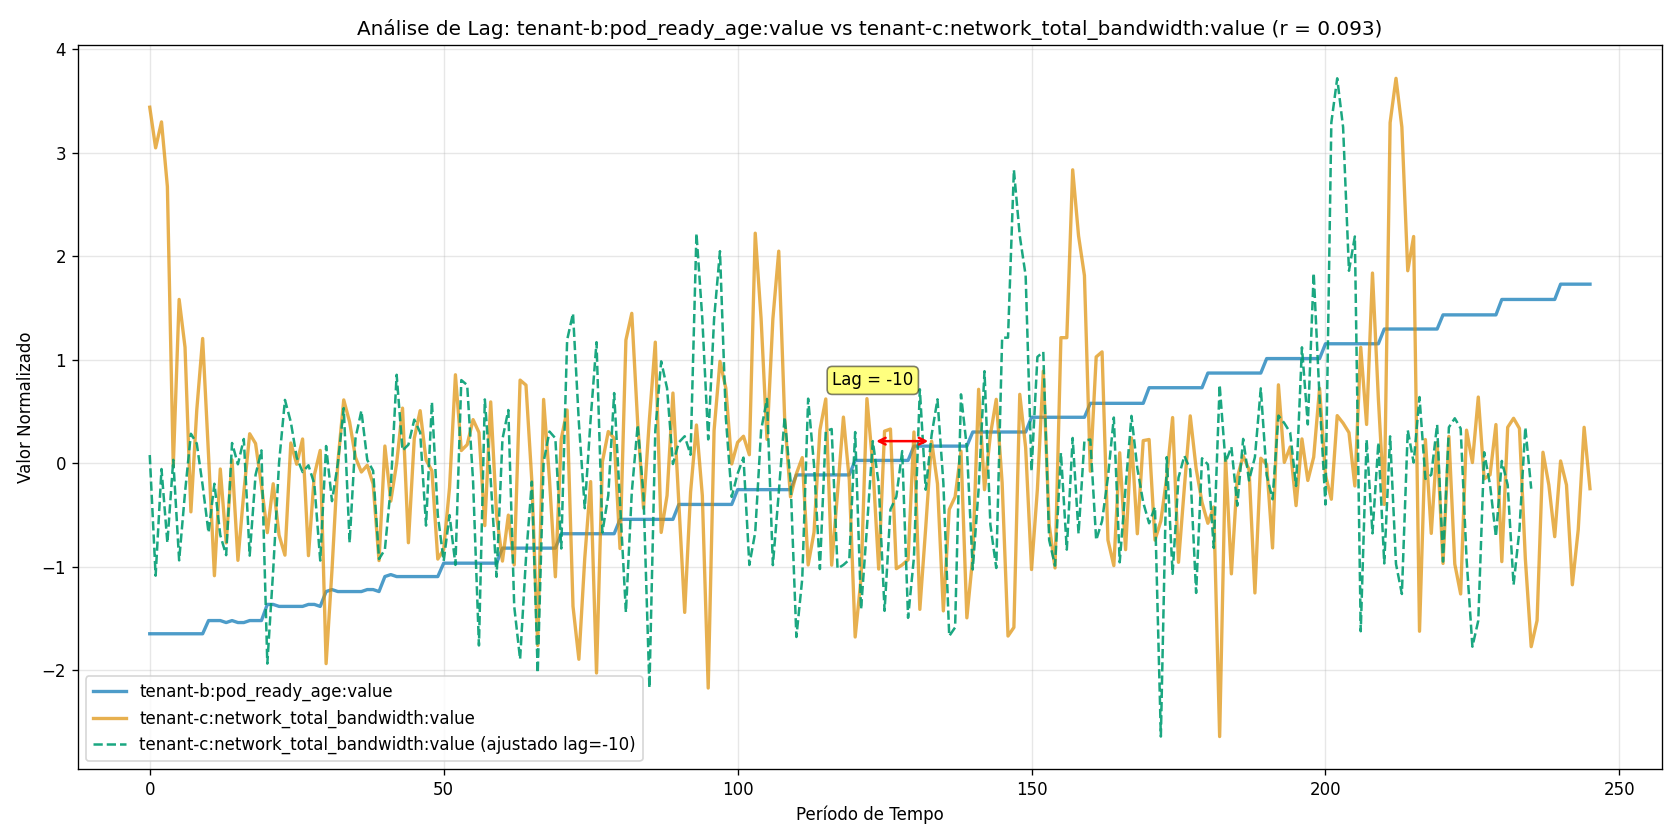 Análise de Lag: tenant-b:pod_ready_age:value vs tenant-c:network_total_bandwidth:value (r = 0.093)
Valor Normalizado
4
3
2
1
0
−1
−2
Lag = -10
tenant-b:pod_ready_age:value
tenant-c:network_total_bandwidth:value
tenant-c:network_total_bandwidth:value (ajustado lag=-10)
0 50 100 150 200 250
Período de Tempo